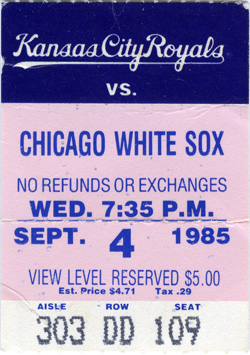 Kansas City Royals
VS.
CHICAGO WHITE SOX
NO REFUNDS OR EXCHANGES
WED. 7:35 P.M.
SEPT. 4 1985
VIEW LEVEL RESERVED $5.00
Est. Price $4.71 Tax .29
AISLE ROW SEAT
303 DD 109